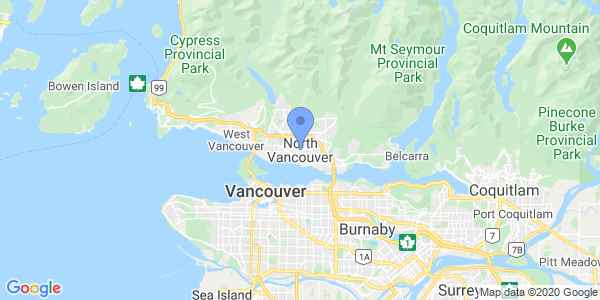 Coquitlam Mountain
Cypress
Provincial
Park
Mt Seymour
Provincial
Park
Bowen Island
99
Pinecone
Burke
Provincial
Park
West
Vancouver
North
Vancouver
Belcarra
Vancouver
Coquitlam
Port Coquitlam
Burnaby
1
7
7B
1A
Pitt Meadow
Google
Sea Island
Surrey
Map data ©2020 Google